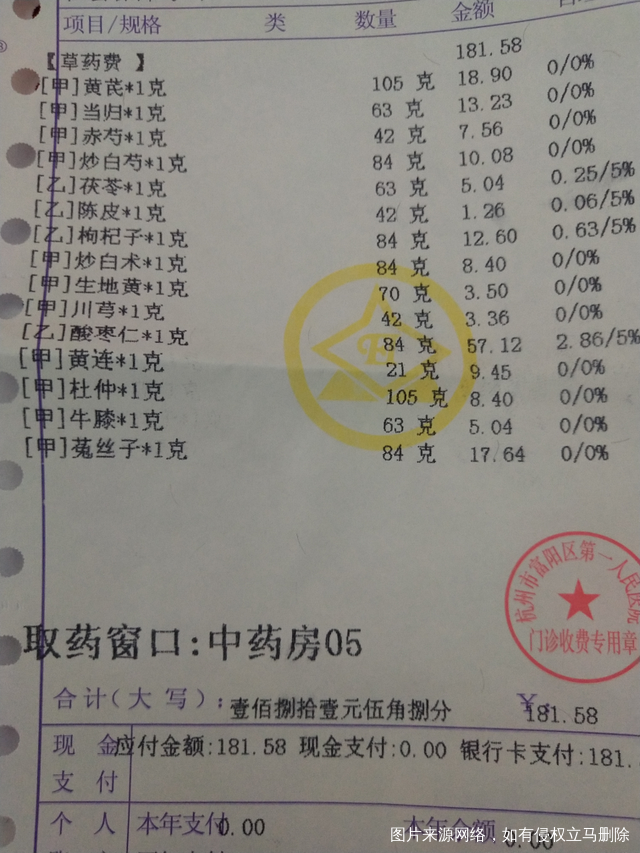 项目/规格 类 数量 金额
【草药费 】 181.58
[甲]黄芪*1克 105 克 18.90 0/0%
[甲]当归*1克 63 克 13.23 0/0%
[甲]赤芍*1克 42 克 7.56 0/0%
[甲]炒白芍*1克 84 克 10.08 0/0%
[乙]茯苓*1克 63 克 5.04 0.25/5%
[乙]陈皮*1克 42 克 1.26 0.06/5%
[乙]枸杞子*1克 84 克 12.60 0.63/5%
[甲]炒白术*1克 84 克 8.40 0/0%
[甲]生地黄*1克 70 克 3.50 0/0%
[甲]川芎*1克 42 克 3.36 0/0%
[乙]酸枣仁*1克 84 克 57.12 2.86/5%
[甲]黄连*1克 21 克 9.45 0/0%
[甲]杜仲*1克 105 克 8.40 0/0%
[甲]牛膝*1克 63 克 5.04 0/0%
[甲]菟丝子*1克 84 克 17.64 0/0%
杭州市富阳区第一人民医院
门诊收费专用章
取药窗口:中药房05
合计(大 写): 壹佰捌拾壹元伍角捌分 ¥ 181.58
现 金 应付金额:181.58 现金支付:0.00 银行卡支付:181.
支 付
个 人 本年支付 0.00 本年余额 0.00
图片来源网络，如有侵权立马删除